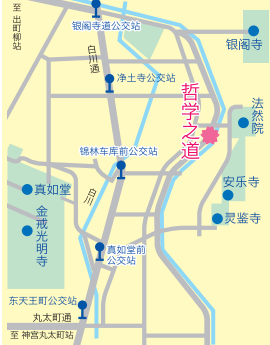 至出町柳站
银阁寺道公交站
白川通
银阁寺
净土寺公交站
哲学之道
法然院
锦林车库前公交站
安乐寺
真如堂
白川
灵鉴寺
金戒光明寺
真如堂前
公交站
东天王町公交站
丸太町通
至 神宫丸太町站